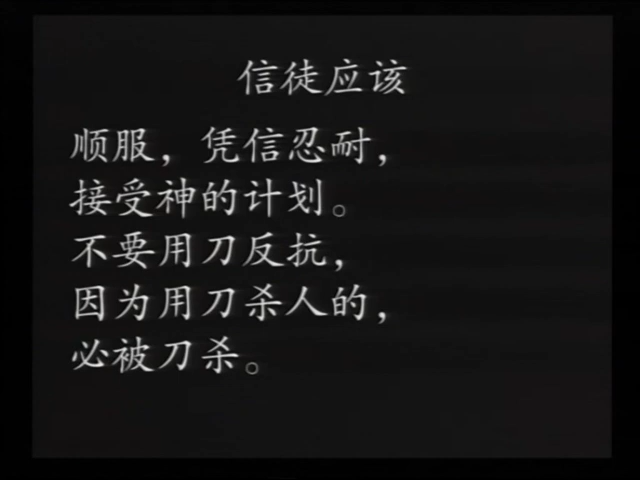 信徒应该
顺服，凭信忍耐，
接受神的计划。
不要用刀反抗，
因为用刀杀人的，
必被刀杀。